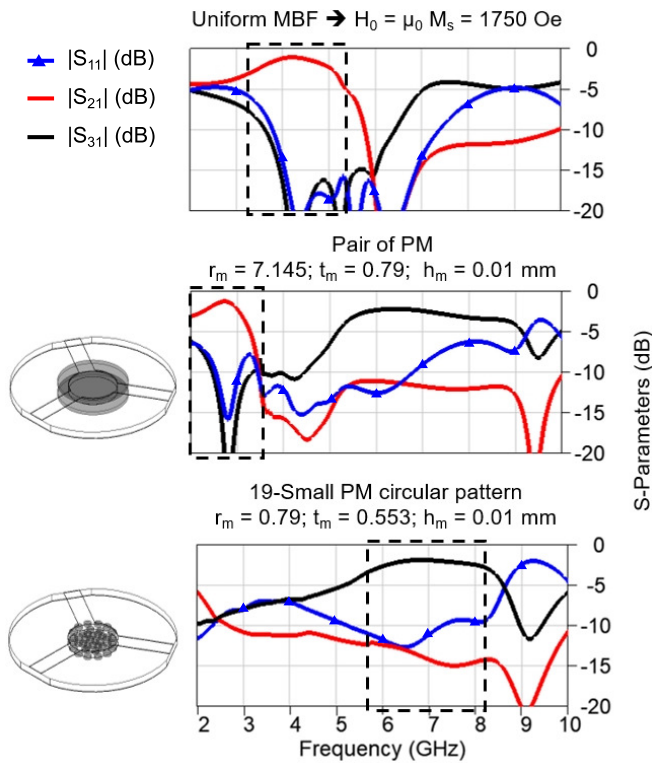 Uniform MBF ➔ H₀ = μ₀ Mₛ = 1750 Oe
|S₁₁| (dB)
|S₂₁| (dB)
|S₃₁| (dB)
0
-5
-10
-15
-20
Pair of PM
rₘ = 7.145; tₘ = 0.79; hₘ = 0.01 mm
0
-5
-10
-15
-20
S-Parameters (dB)
19-Small PM circular pattern
rₘ = 0.79; tₘ = 0.553; hₘ = 0.01 mm
0
-5
-10
-15
-20
2 3 4 5 6 7 8 9 10
Frequency (GHz)